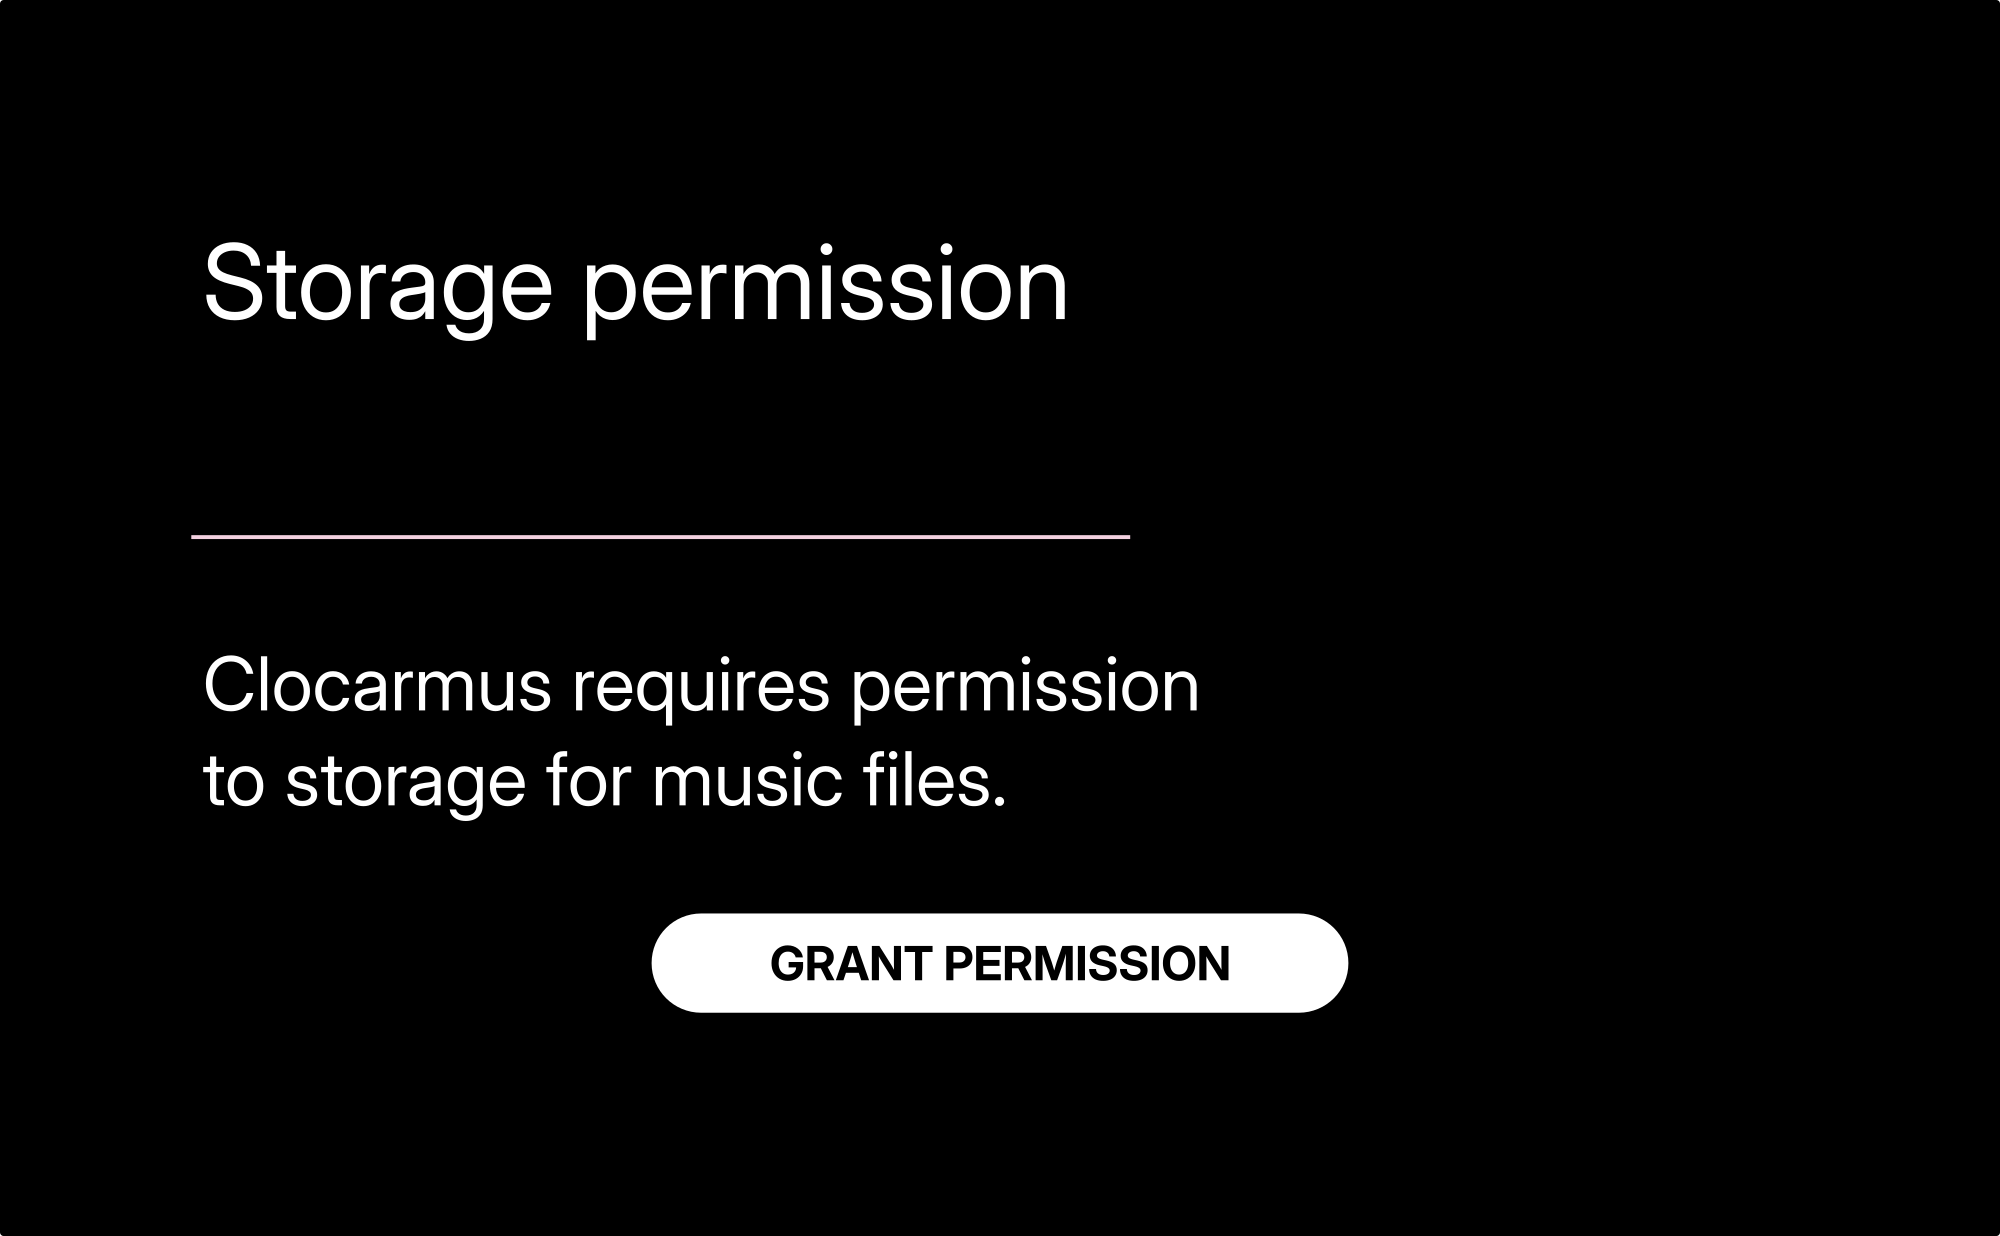 Storage permission
Clocarmus requires permission
to storage for music files.
GRANT PERMISSION